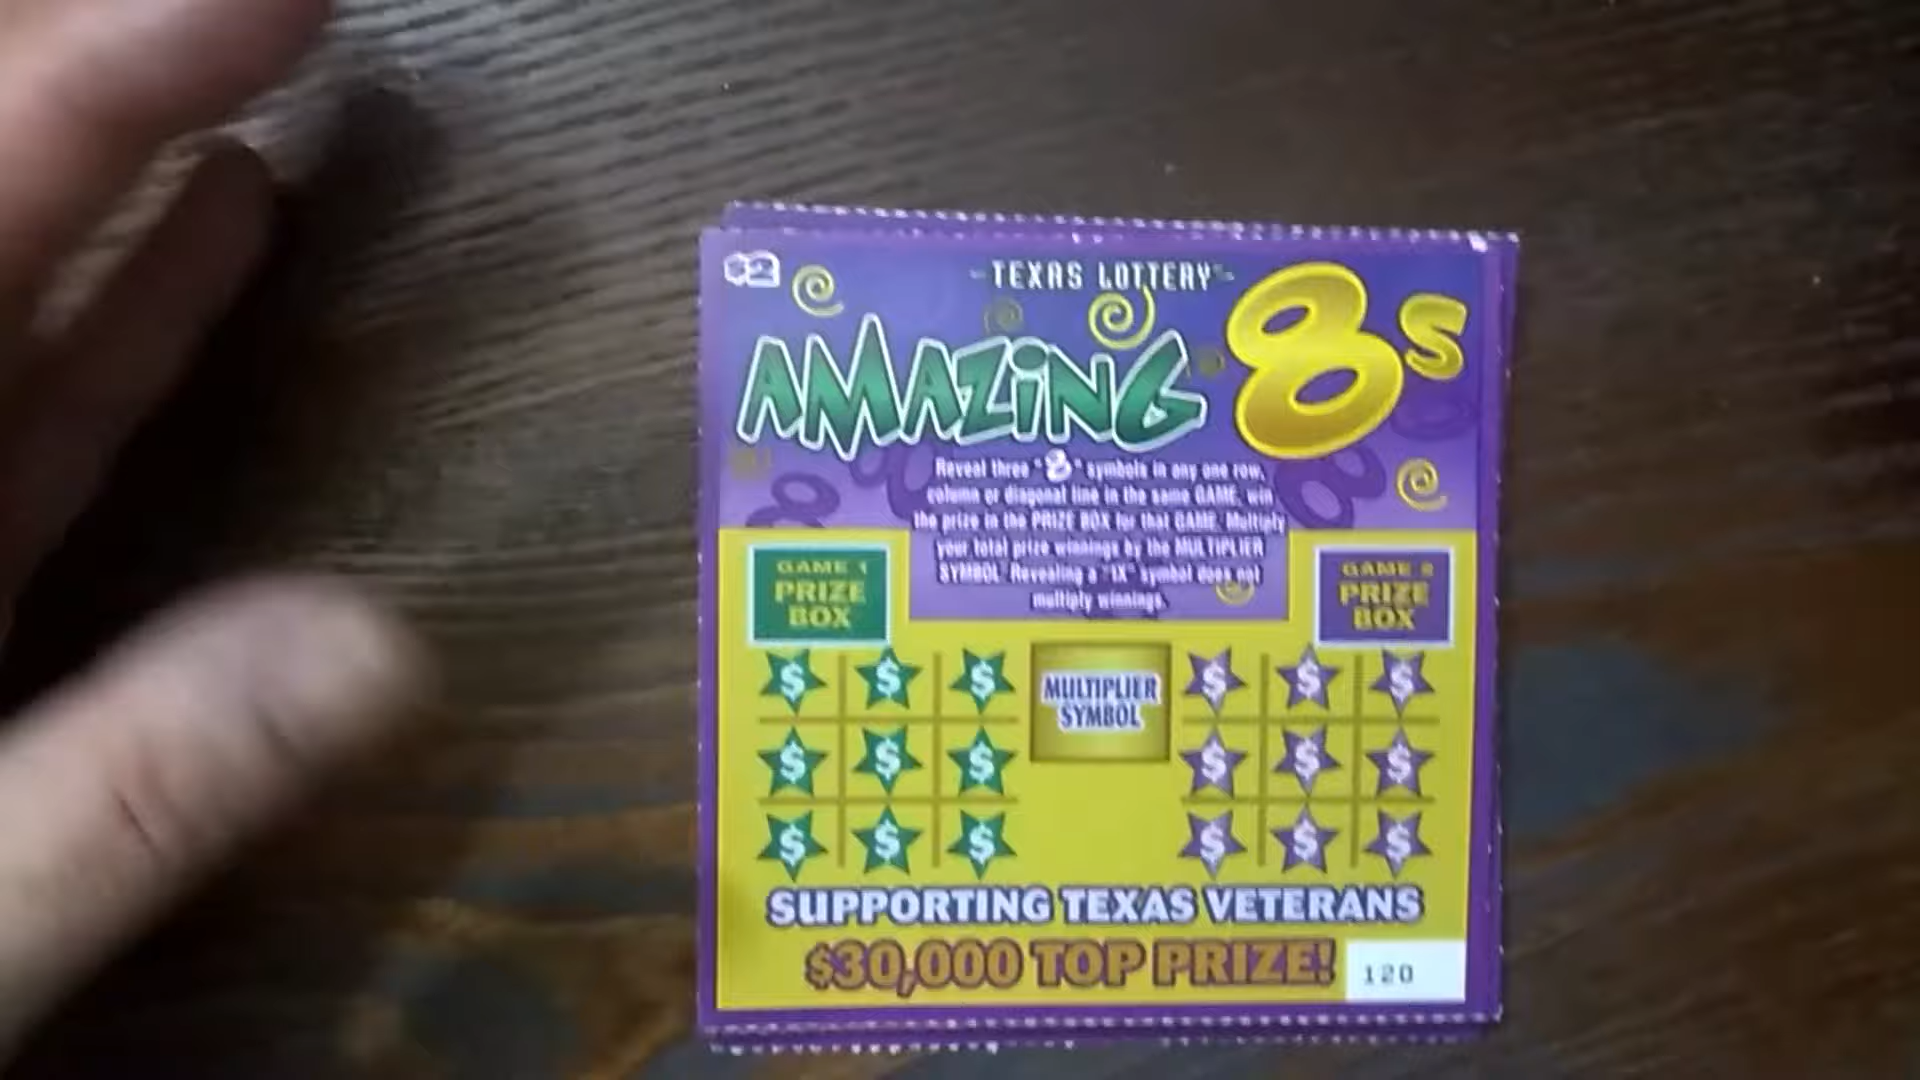 $2
TEXAS LOTTERY
AMAZING 8s
Reveal three "8" symbols in any one row,
column or diagonal line in the same GAME, win
the prize in the PRIZE BOX for that GAME. Multiply
your total prize winnings by the MULTIPLIER
SYMBOL. Revealing a "1X" symbol does not
multiply winnings.
GAME 1
PRIZE
BOX
GAME 2
PRIZE
BOX
$ $ $
MULTIPLIER
SYMBOL
$ $ $
$ $ $
$ $ $
$ $ $
$ $ $
SUPPORTING TEXAS VETERANS
$30,000 TOP PRIZE!
120